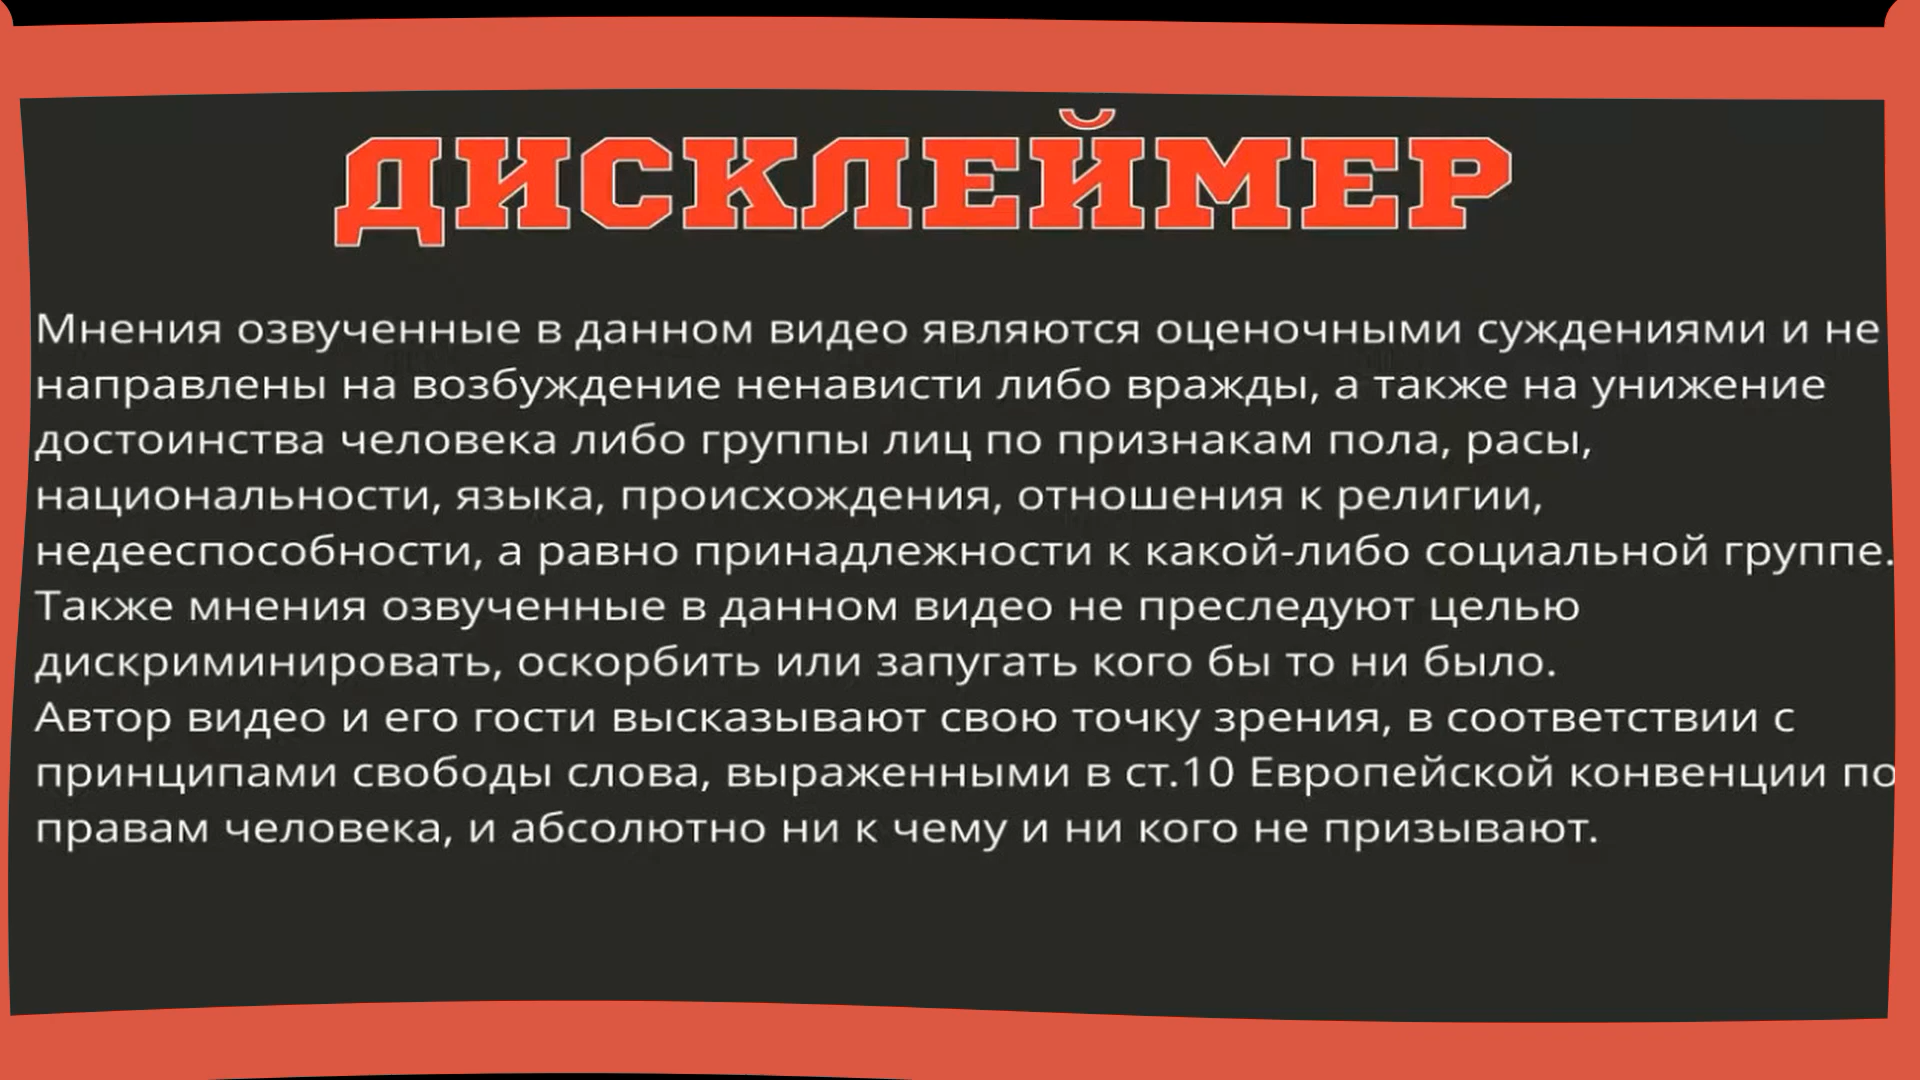 ДИСКЛЕЙМЕР
Мнения озвученные в данном видео являются оценочными суждениями и не
направлены на возбуждение ненависти либо вражды, а также на унижение
достоинства человека либо группы лиц по признакам пола, расы,
национальности, языка, происхождения, отношения к религии,
недееспособности, а равно принадлежности к какой-либо социальной группе.
Также мнения озвученные в данном видео не преследуют целью
дискриминировать, оскорбить или запугать кого бы то ни было.
Автор видео и его гости высказывают свою точку зрения, в соответствии с
принципами свободы слова, выраженными в ст.10 Европейской конвенции по
правам человека, и абсолютно ни к чему и ни кого не призывают.